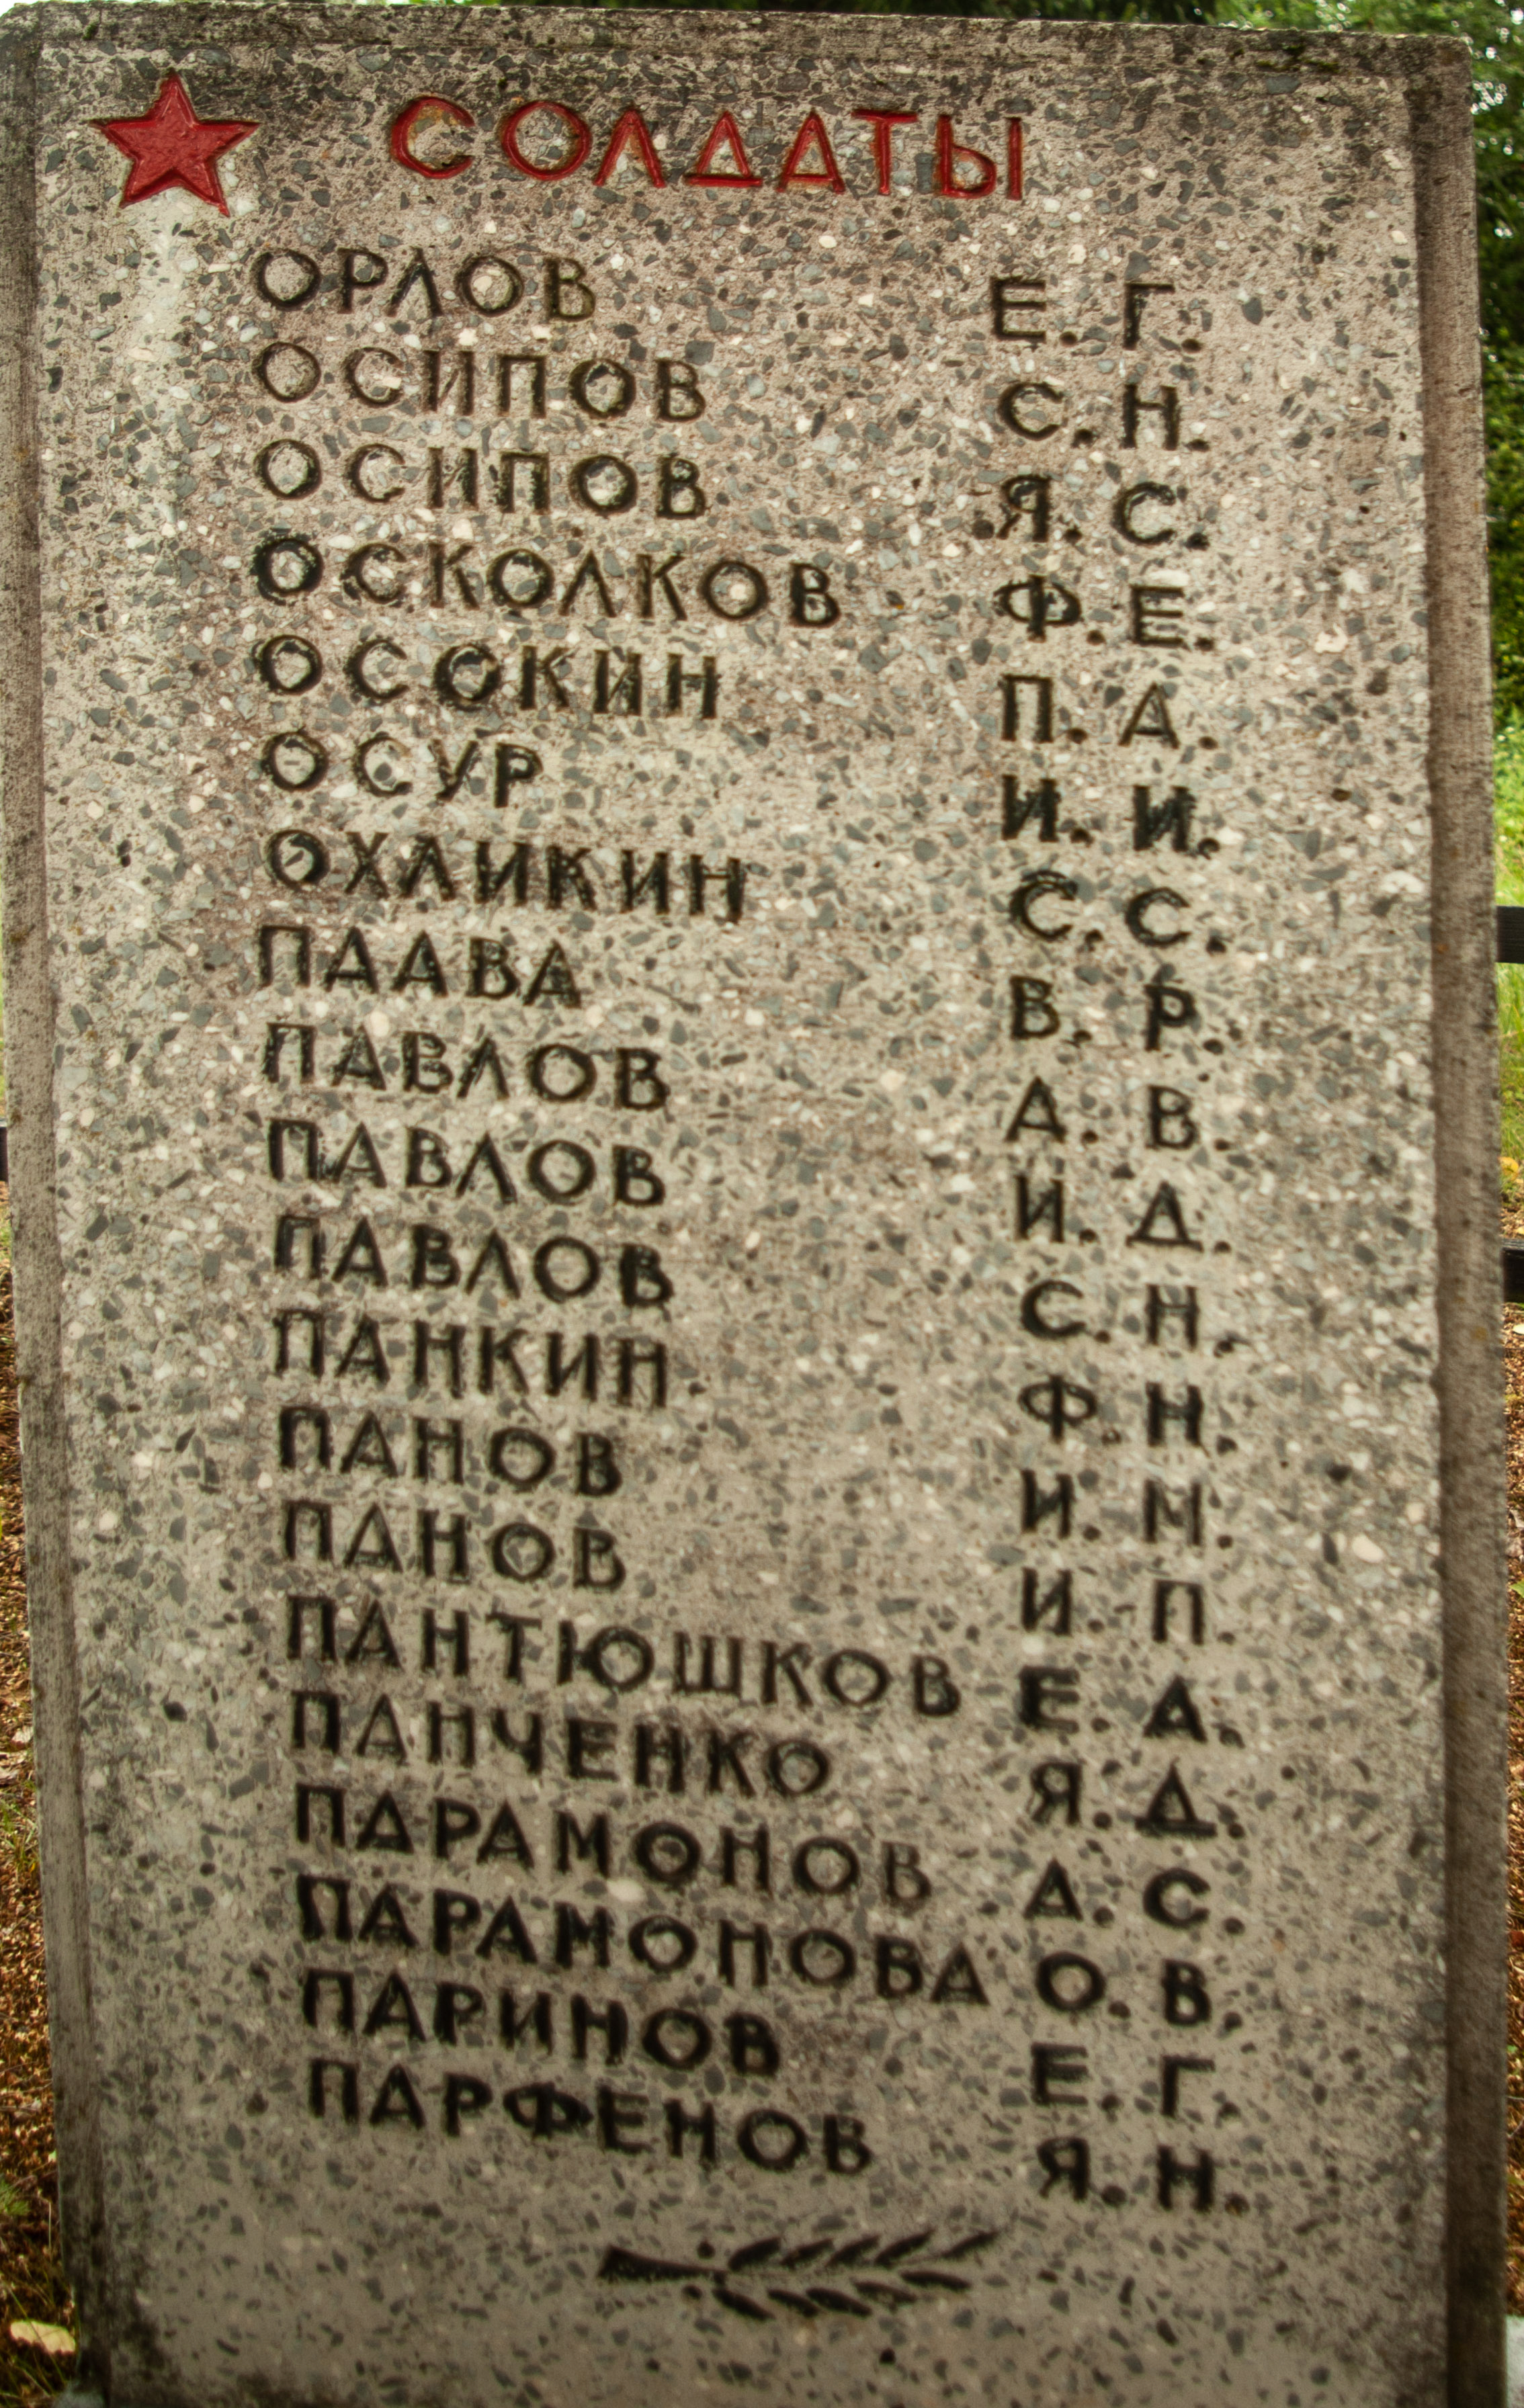 СОЛДАТЫ
ОРЛОВ Е. Г.
ОСИПОВ С. Н.
ОСИПОВ Я. С.
ОСКОЛКОВ Ф. Е.
ОСОКИН П. А.
ОСУР И. И.
ОХЛИКИН С. С.
ПААВА В. Р.
ПАВЛОВ А. В.
ПАВЛОВ И. Д.
ПАВЛОВ С. Н.
ПАНКИН Ф. Н.
ПАНОВ И. М.
ПАНОВ И. П.
ПАНТЮШКОВ Е. А.
ПАНЧЕНКО Я. Д.
ПАРАМОНОВ А. С.
ПАРАМОНОВА О. В.
ПАРИНОВ Е. Г.
ПАРФЕНОВ Я. Н.